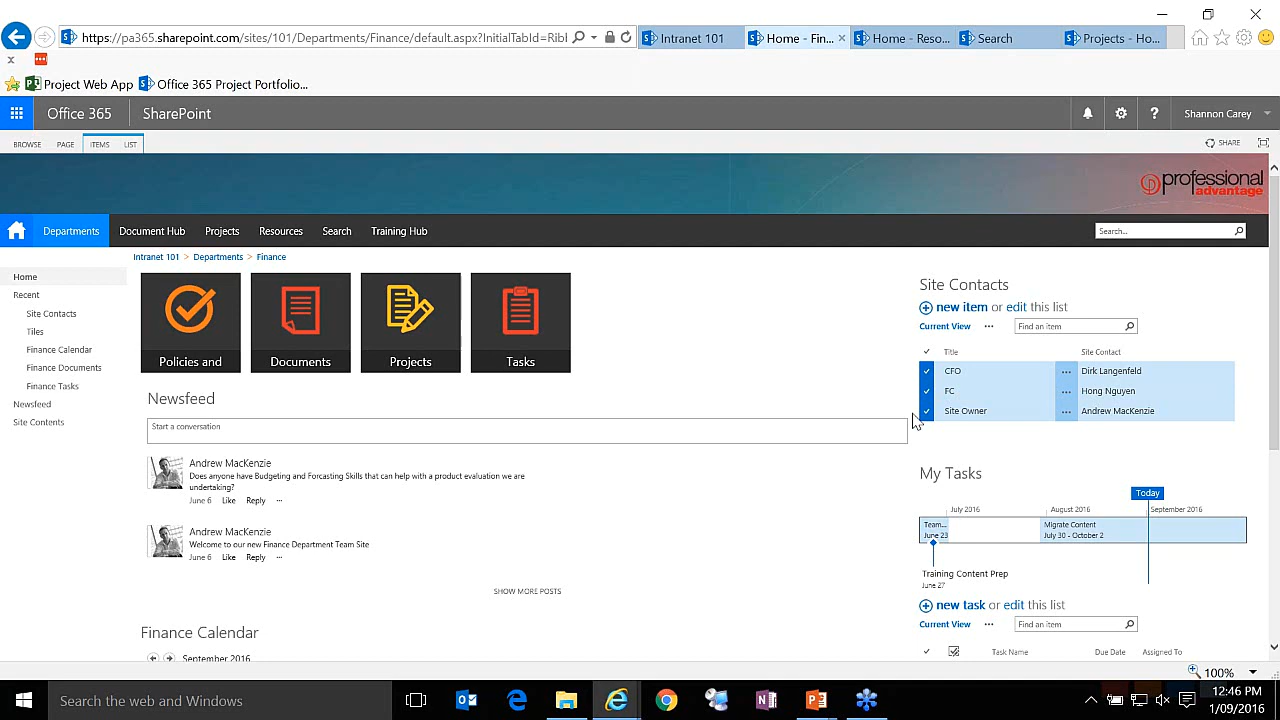 https://pa365.sharepoint.com/sites/101/Departments/Finance/default.aspx?InitialTabId=Ribl
Intranet 101
Home - Fin...
Home - Reso...
Search
Projects - Ho...
x
Project Web App
Office 365 Project Portfolio...
Office 365
SharePoint
?
Shannon Carey
BROWSE
PAGE
ITEMS
LIST
SHARE
professional
advantage
Departments
Document Hub
Projects
Resources
Search
Training Hub
Search...
Intranet 101 > Departments > Finance
Home
Recent
Site Contacts
Tiles
Finance Calendar
Finance Documents
Finance Tasks
Newsfeed
Site Contents
Policies and
Documents
Projects
Tasks
Newsfeed
Start a conversation
Andrew MacKenzie
Does anyone have Budgeting and Forcasting Skills that can help with a product evaluation we are
undertaking?
June 6 Like Reply ...
Andrew MacKenzie
Welcome to our new Finance Department Team Site
June 6 Like Reply ...
SHOW MORE POSTS
Finance Calendar
September 2016
Site Contacts
new item or edit this list
Current View ... Find an item
Title Site Contact
CFO ... Dirk Langenfeld
FC ... Hong Nguyen
Site Owner ... Andrew MacKenzie
My Tasks
Today
July 2016 August 2016 September 2016
Team... Migrate Content
June 23 July 30 - October 2
Training Content Prep
June 27
new task or edit this list
Current View ... Find an item
Task Name Due Date Assigned To
100%
Search the web and Windows
12:46 PM
1/09/2016